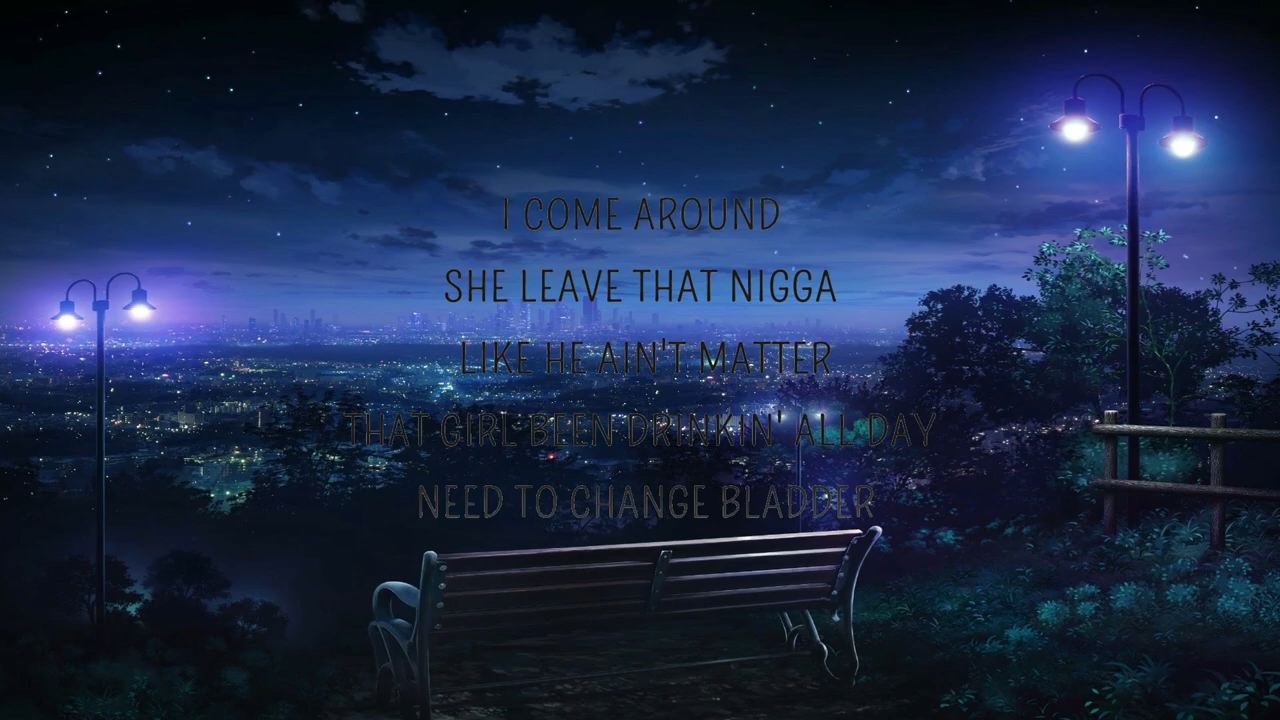 I COME AROUND
SHE LEAVE THAT NIGGA
LIKE HE AIN'T MATTER
THAT GIRL BEEN DRINKIN' ALL DAY
NEED TO CHANGE BLADDER